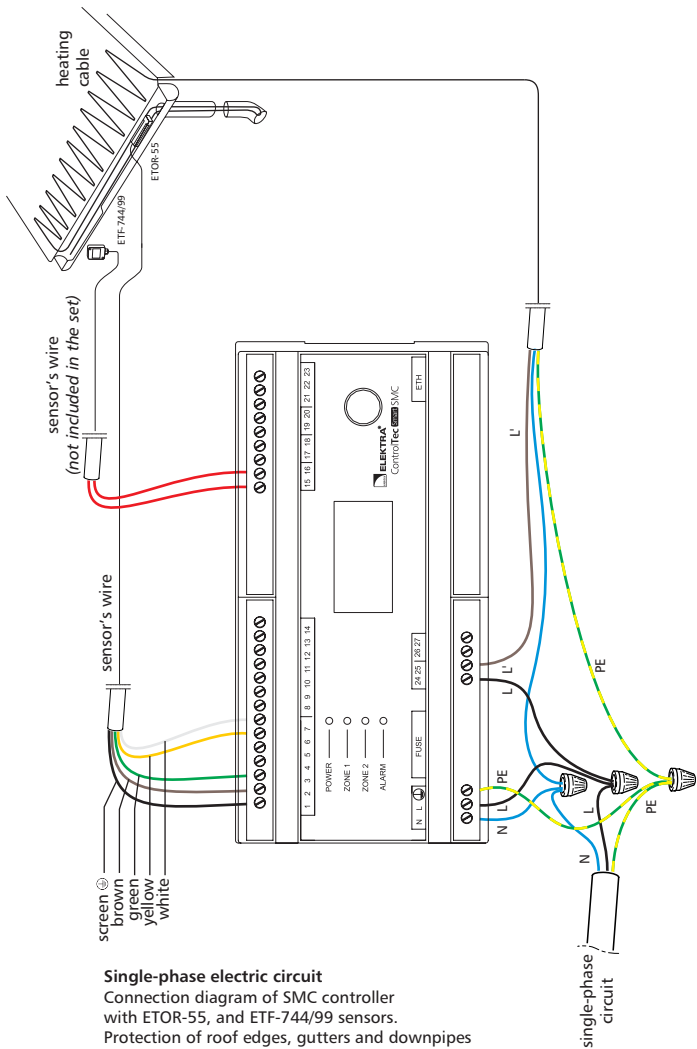 heating
cable
ETOR-55
ETF-744/99
sensor's wire
(not included in the set)
sensor's wire
screen
brown
green
yellow
white
1 2 3 4 5 6 7 8 9 10 11 12 13 14
15 16 17 18 19 20 21 22 23
POWER
ZONE 1
ZONE 2
ALARM
ELEKTRA®
ControlTec Smart SMC
ETH
N L
FUSE
24 25 26 27
L'
L'
L
PE
L
N
PE
L
PE
N
single-phase
circuit
Single-phase electric circuit
Connection diagram of SMC controller
with ETOR-55, and ETF-744/99 sensors.
Protection of roof edges, gutters and downpipes